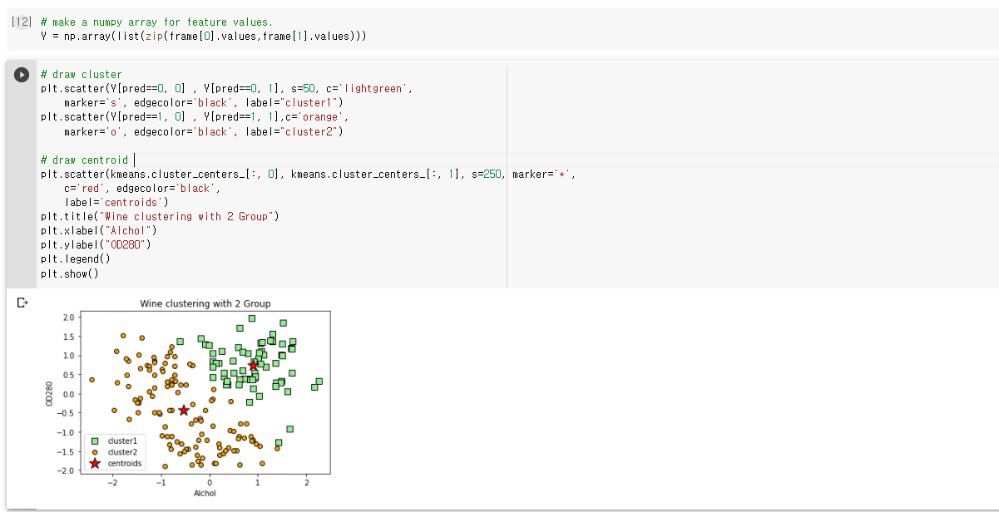 [12] # make a numpy array for feature values.
Y = np.array(list(zip(frame[0].values,frame[1].values)))
# draw cluster
plt.scatter(Y[pred==0, 0] , Y[pred==0, 1], s=50, c='lightgreen',
marker='s', edgecolor='black', label="cluster1")
plt.scatter(Y[pred==1, 0] , Y[pred==1, 1],c='orange',
marker='o', edgecolor='black', label="cluster2")
# draw centroid
plt.scatter(kmeans.cluster_centers_[:, 0], kmeans.cluster_centers_[:, 1], s=250, marker='*',
c='red', edgecolor='black',
label='centroids')
plt.title("Wine clustering with 2 Group")
plt.xlabel("Alchol")
plt.ylabel("OD280")
plt.legend()
plt.show()
Wine clustering with 2 Group
2.0
1.5
1.0
0.5
0.0
−0.5
−1.0
−1.5
−2.0
OD280
cluster1
cluster2
centroids
−2 −1 0 1 2
Alchol